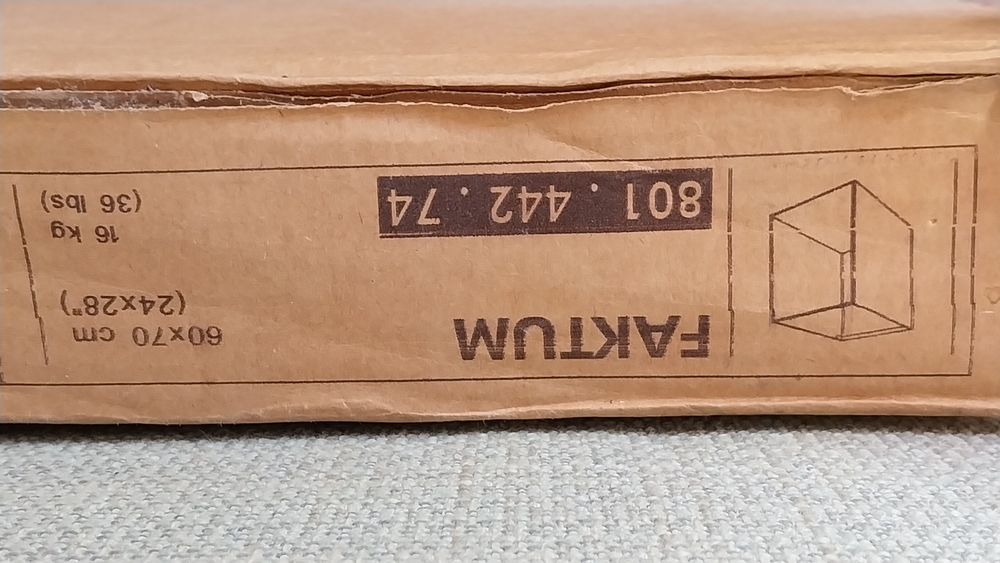 FAKTUM
801.442.74
60x70 cm
(24x28")
16 kg
(36 lbs)